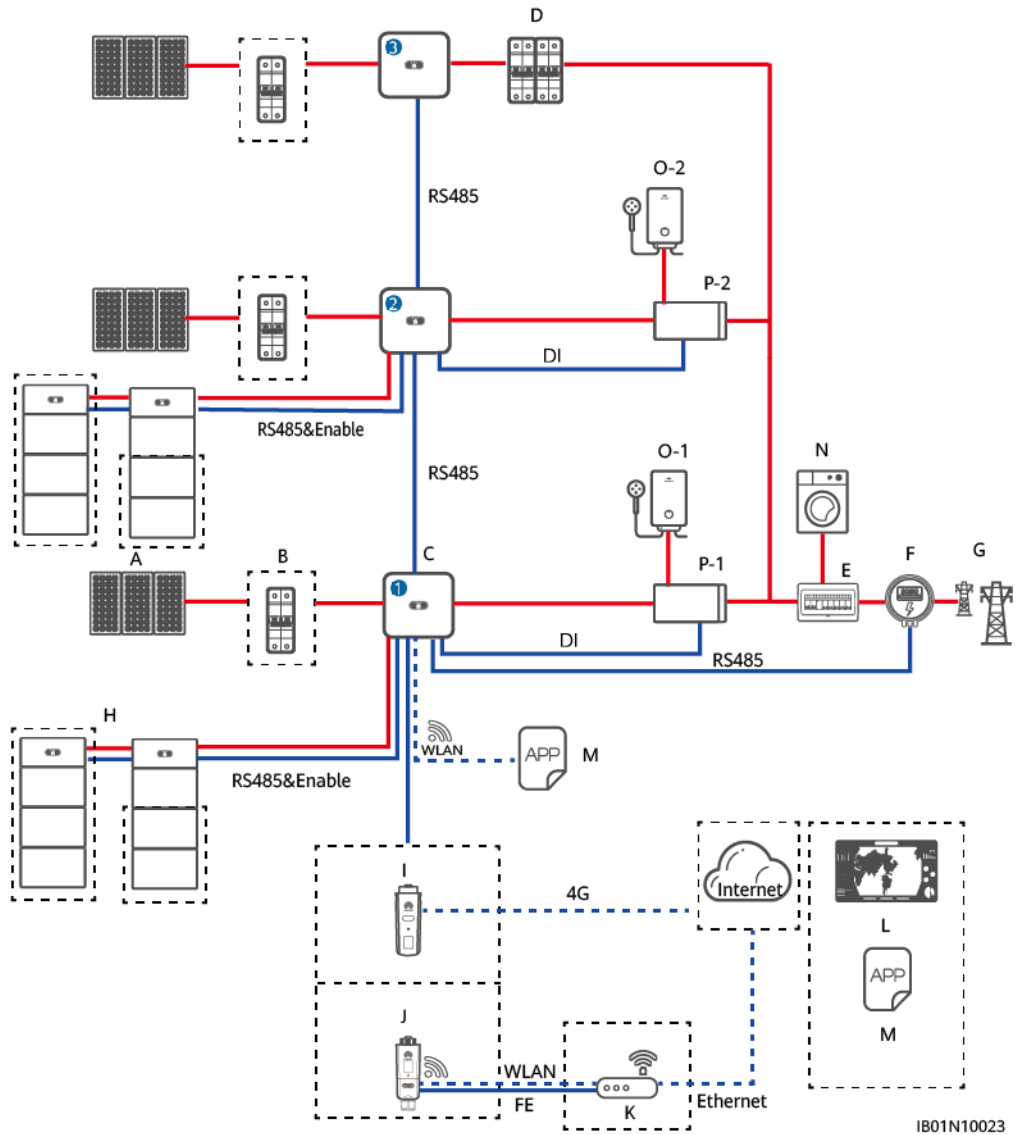 D
3
RS485
O-2
P-2
2
DI
RS485&Enable
RS485
O-1
N
A
B
C
P-1
E
F
G
1
DI
RS485
H
WLAN
APP
M
RS485&Enable
I
4G
Internet
L
APP
M
J
WLAN
FE
K
Ethernet
IB01N10023